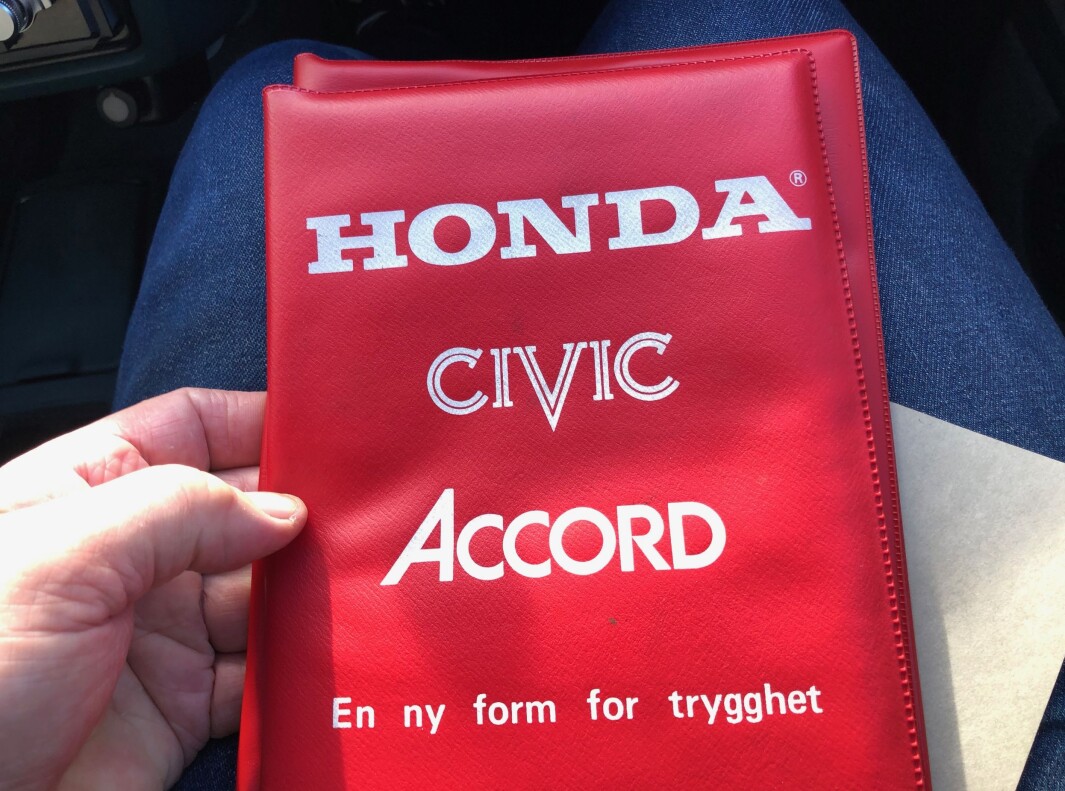 HONDA®
CIVIC
ACCORD
En ny form for trygghet